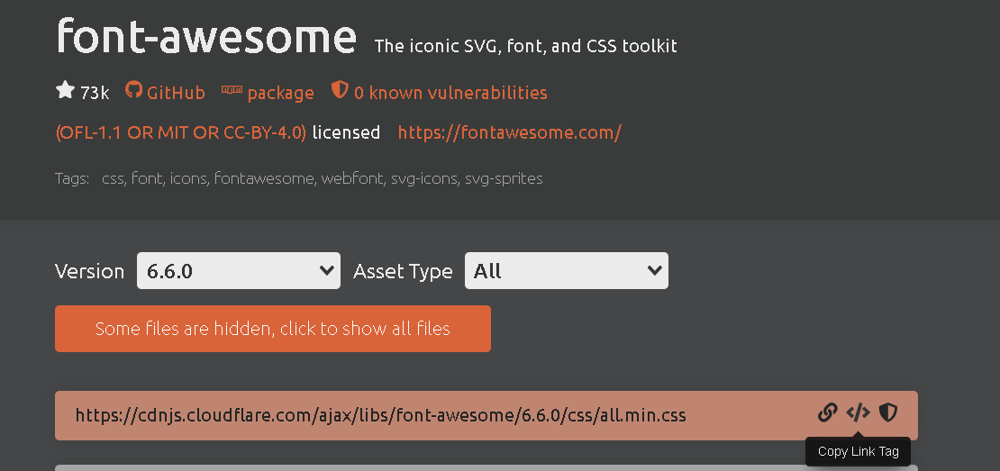 font-awesome The iconic SVG, font, and CSS toolkit
73k GitHub package 0 known vulnerabilities
(OFL-1.1 OR MIT OR CC-BY-4.0) licensed https://fontawesome.com/
Tags: css, font, icons, fontawesome, webfont, svg-icons, svg-sprites
Version 6.6.0 Asset Type All
Some files are hidden, click to show all files
https://cdnjs.cloudflare.com/ajax/libs/font-awesome/6.6.0/css/all.min.css
Copy Link Tag